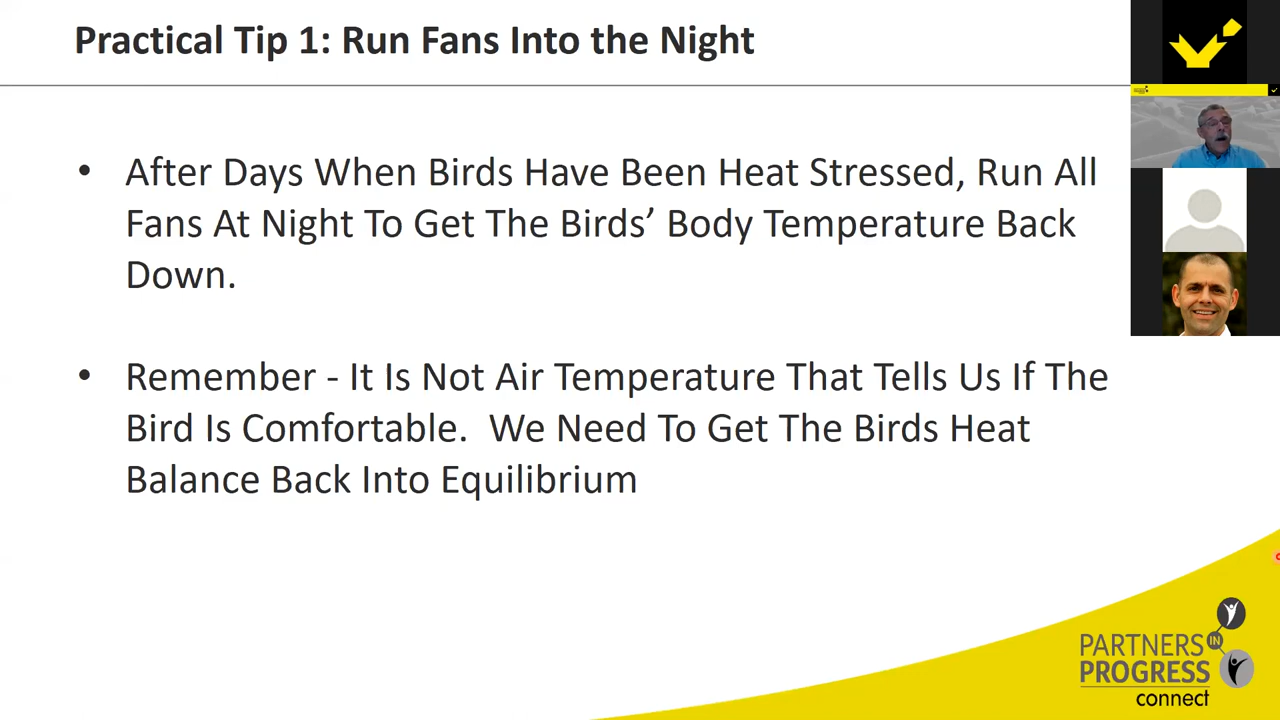 Practical Tip 1: Run Fans Into the Night
• After Days When Birds Have Been Heat Stressed, Run All
Fans At Night To Get The Birds’ Body Temperature Back
Down.
• Remember - It Is Not Air Temperature That Tells Us If The
Bird Is Comfortable.  We Need To Get The Birds Heat
Balance Back Into Equilibrium
PARTNERS IN
PROGRESS
connect